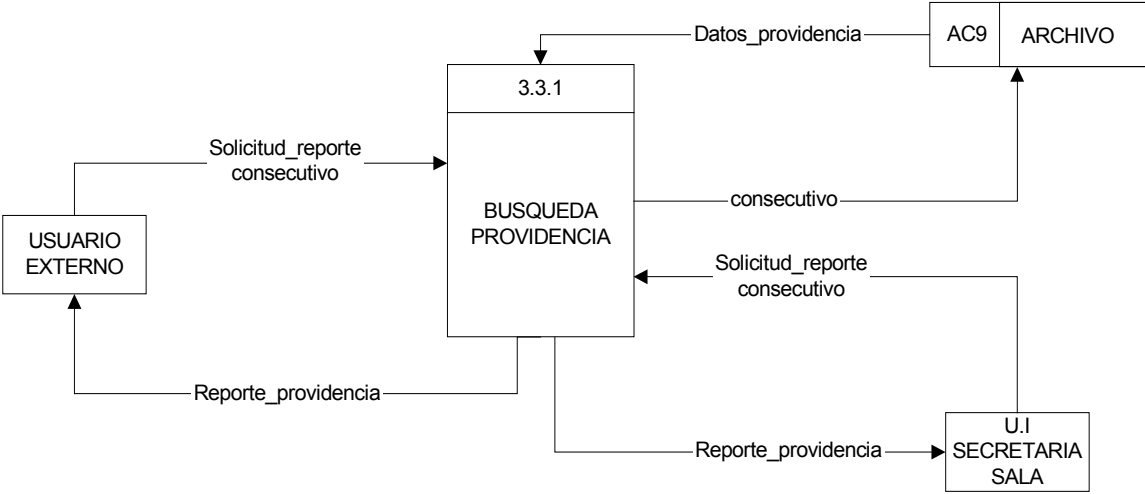 Datos_providencia
AC9
ARCHIVO
3.3.1
Solicitud_reporte
consecutivo
BUSQUEDA
PROVIDENCIA
consecutivo
USUARIO
EXTERNO
Solicitud_reporte
consecutivo
Reporte_providencia
Reporte_providencia
U.I
SECRETARIA
SALA